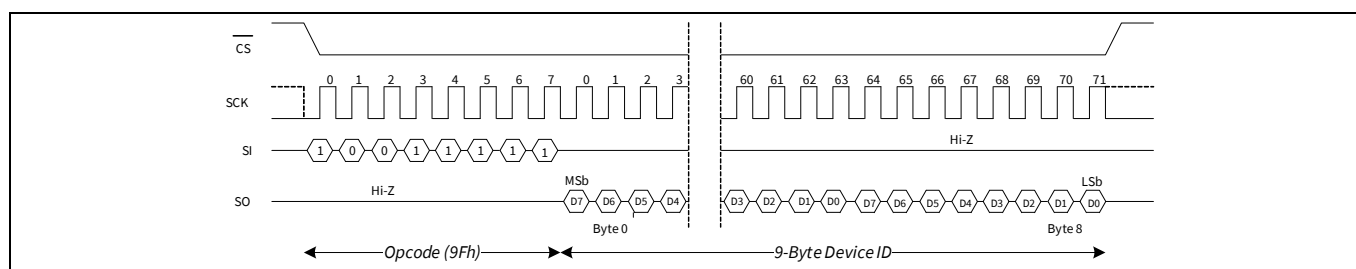 CS
0 1 2 3 4 5 6 7 0 1 2 3 60 61 62 63 64 65 66 67 68 69 70 71
SCK
SI 1 0 0 1 1 1 1 1 Hi-Z
MSb LSb
SO Hi-Z D7 D6 D5 D4 D3 D2 D1 D0 D7 D6 D5 D4 D3 D2 D1 D0
Byte 0 Byte 8
Opcode (9Fh) 9-Byte Device ID